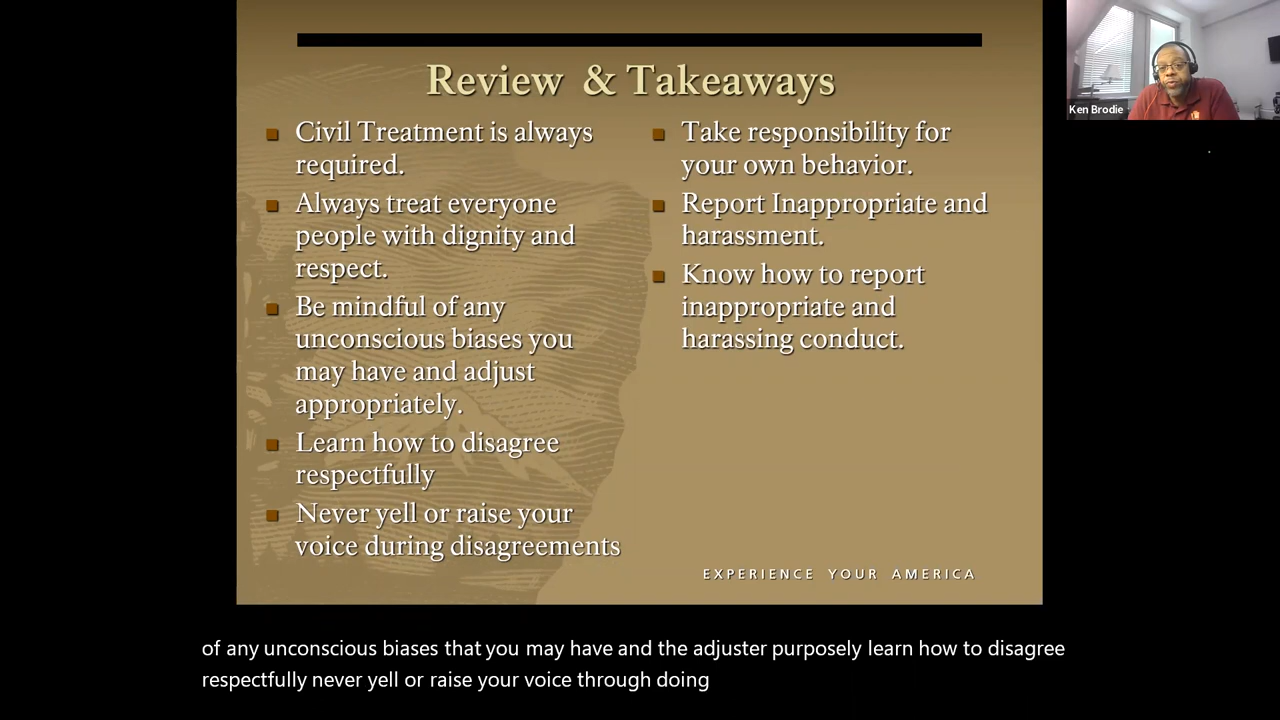 Review & Takeaways
Civil Treatment is always
required.
Always treat everyone
people with dignity and
respect.
Be mindful of any
unconscious biases you
may have and adjust
appropriately.
Learn how to disagree
respectfully
Never yell or raise your
voice during disagreements
Take responsibility for
your own behavior.
Report Inappropriate and
harassment.
Know how to report
inappropriate and
harassing conduct.
EXPERIENCE YOUR AMERICA
Ken Brodie
of any unconscious biases that you may have and the adjuster purposely learn how to disagree
respectfully never yell or raise your voice through doing